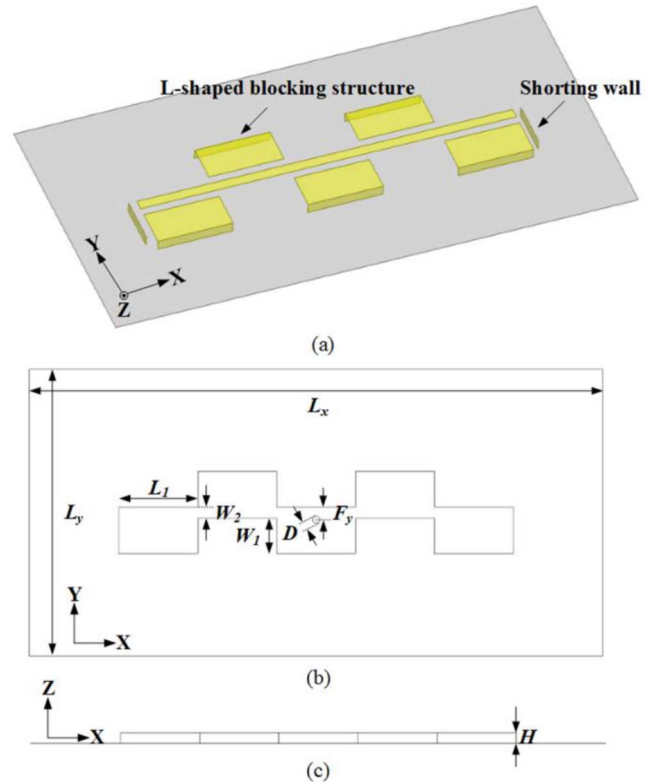 L-shaped blocking structure
Shorting wall
Y
X
Z
(a)
Lx
L1
Ly
W2
Fy
W1
D
Y
X
(b)
Z
X
H
(c)